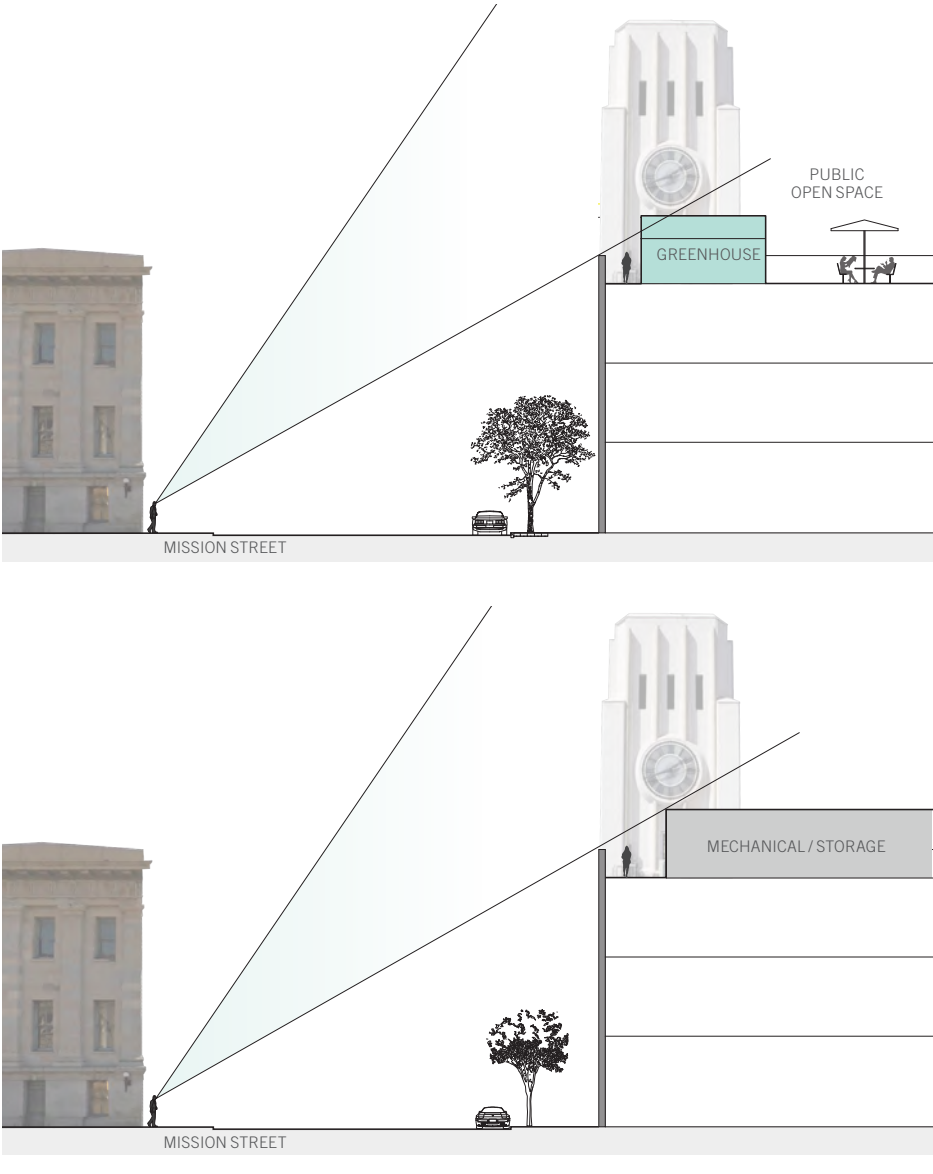 PUBLIC
OPEN SPACE
GREENHOUSE
MISSION STREET
MECHANICAL / STORAGE
MISSION STREET